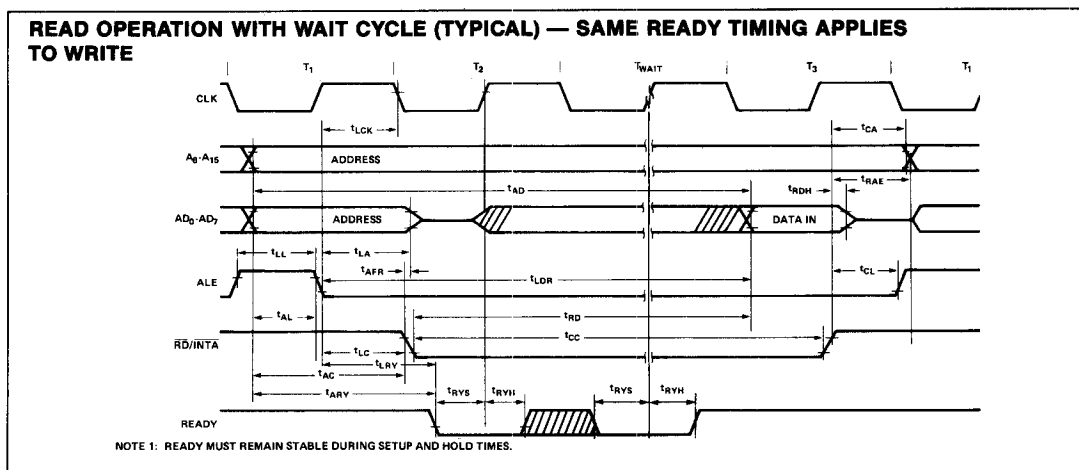 READ OPERATION WITH WAIT CYCLE (TYPICAL) — SAME READY TIMING APPLIES
TO WRITE
T1 T2 TWAIT T3 T1
CLK
tLCK tCA
A8-A15 ADDRESS
tRAE
tAD tRDH
AD0-AD7 ADDRESS DATA IN
tLL tLA
tAFR tCL
ALE tLDR
tAL tRD
RD/INTA tCC
tLC
tLRY
tAC
tARY tRYS tRYH tRYS tRYH
READY
NOTE 1: READY MUST REMAIN STABLE DURING SETUP AND HOLD TIMES.